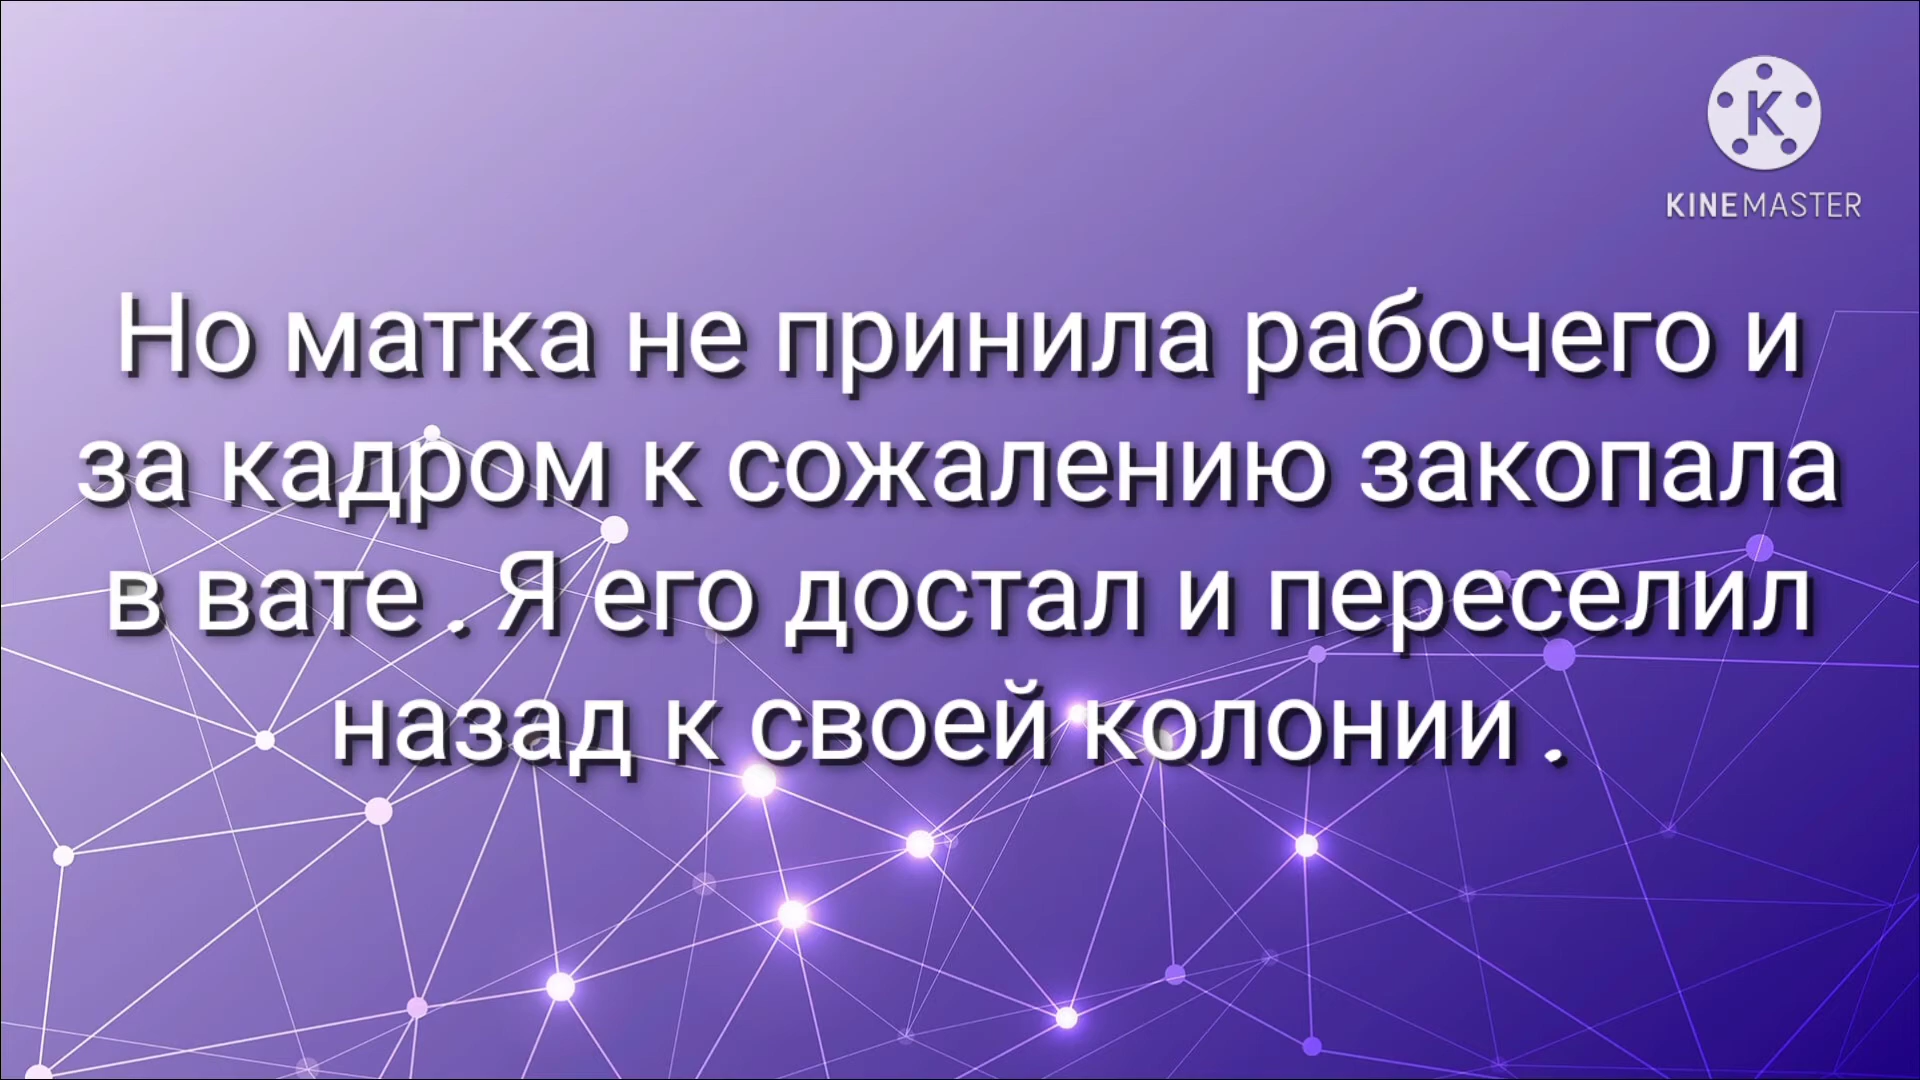 K
KINEMASTER
Но матка не принила рабочего и
за кадром к сожалению закопала
в вате . Я его достал и переселил
назад к своей колонии .